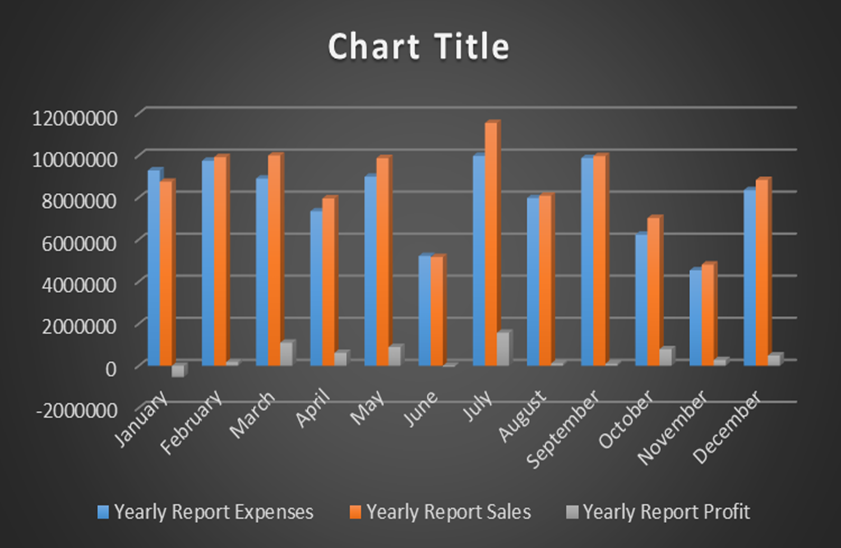 Chart Title
12000000
10000000
8000000
6000000
4000000
2000000
0
-2000000
January
February
March
April
May
June
July
August
September
October
November
December
Yearly Report Expenses
Yearly Report Sales
Yearly Report Profit